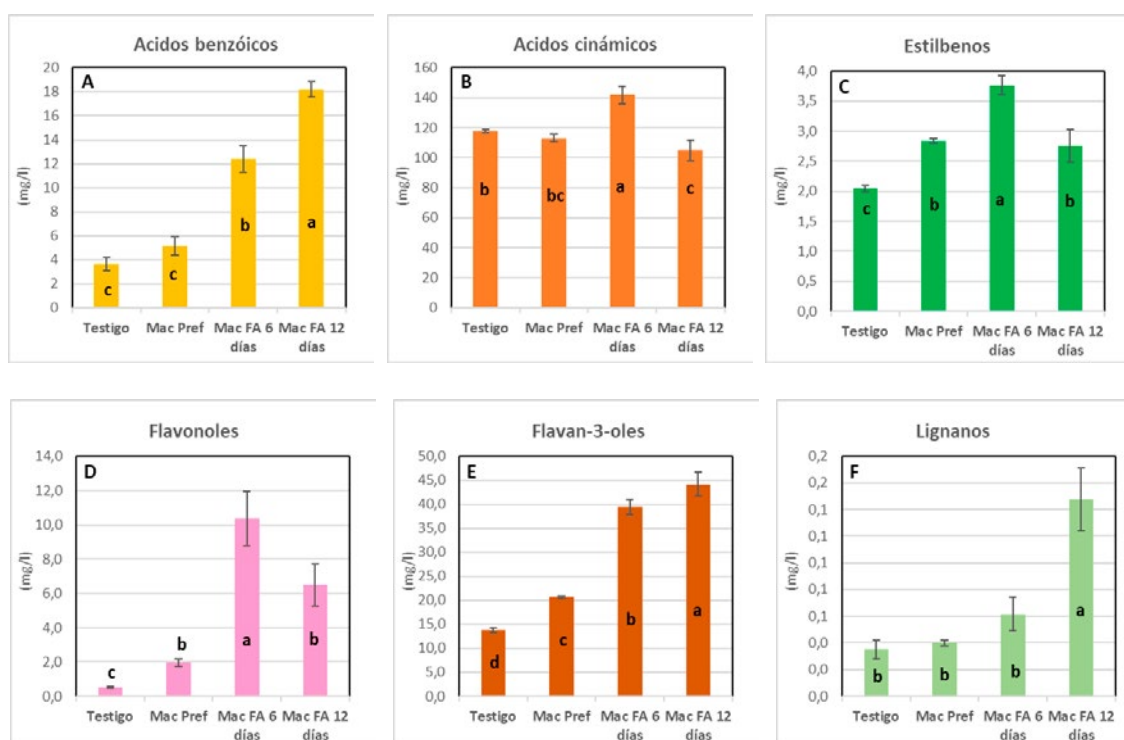 Acidos benzóicos
A
(mg/l)
20
18
16
14
12
10
8
6
4
2
0
c
c
b
a
Testigo Mac Pref Mac FA 6 Mac FA 12
días días
Acidos cinámicos
B
(mg/l)
160
140
120
100
80
60
40
20
0
b
bc
a
c
Testigo Mac Pref Mac FA 6 Mac FA 12
días días
Estilbenos
C
(mg/l)
4,0
3,5
3,0
2,5
2,0
1,5
1,0
0,5
0,0
c
b
a
b
Testigo Mac Pref Mac FA 6 Mac FA 12
días días
Flavonoles
D
(mg/l)
14,0
12,0
10,0
8,0
6,0
4,0
2,0
0,0
c
b
a
b
Testigo Mac Pref Mac FA 6 Mac FA 12
días días
Flavan-3-oles
E
(mg/l)
50,0
45,0
40,0
35,0
30,0
25,0
20,0
15,0
10,0
5,0
0,0
d
c
b
a
Testigo Mac Pref Mac FA 6 Mac FA 12
días días
Lignanos
F
(mg/l)
0,2
0,2
0,1
0,1
0,1
0,1
0,1
0,0
0,0
0,0
b
b
b
a
Testigo Mac Pref Mac FA 6 Mac FA 12
días días